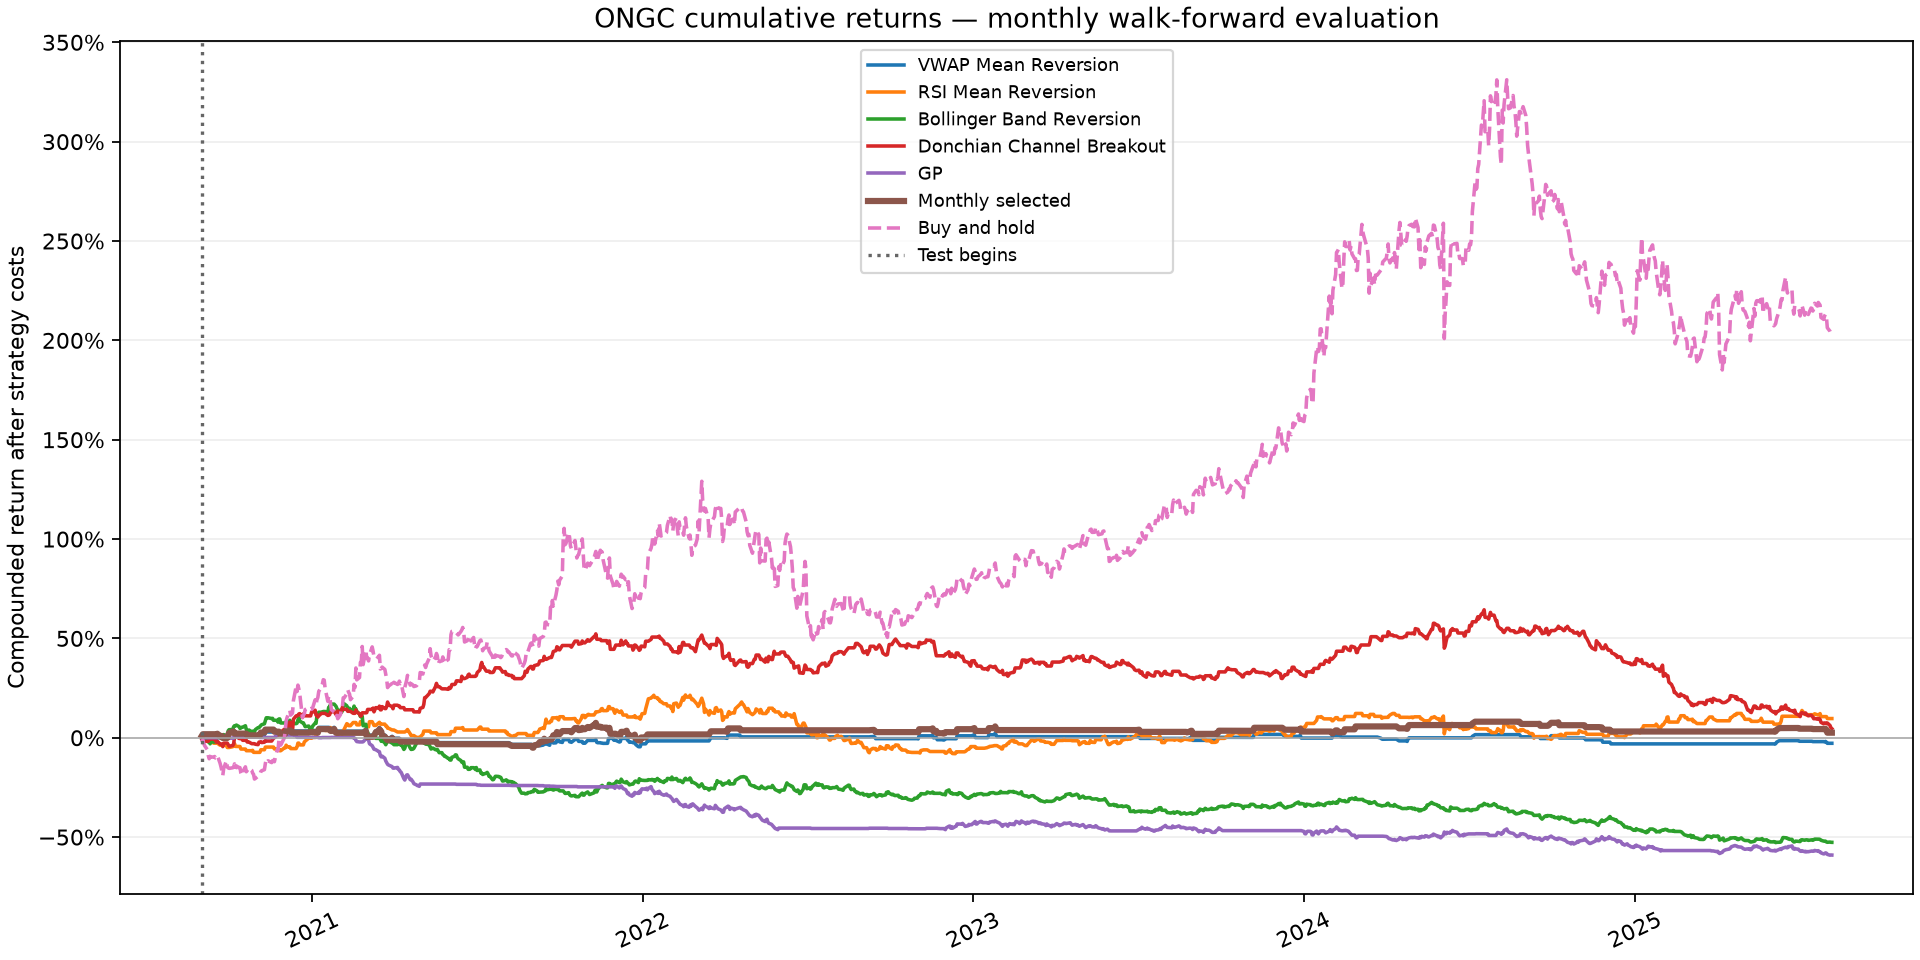 ONGC cumulative returns — monthly walk-forward evaluation
Compounded return after strategy costs
350%
300%
250%
200%
150%
100%
50%
0%
−50%
VWAP Mean Reversion
RSI Mean Reversion
Bollinger Band Reversion
Donchian Channel Breakout
GP
Monthly selected
Buy and hold
Test begins
2021
2022
2023
2024
2025